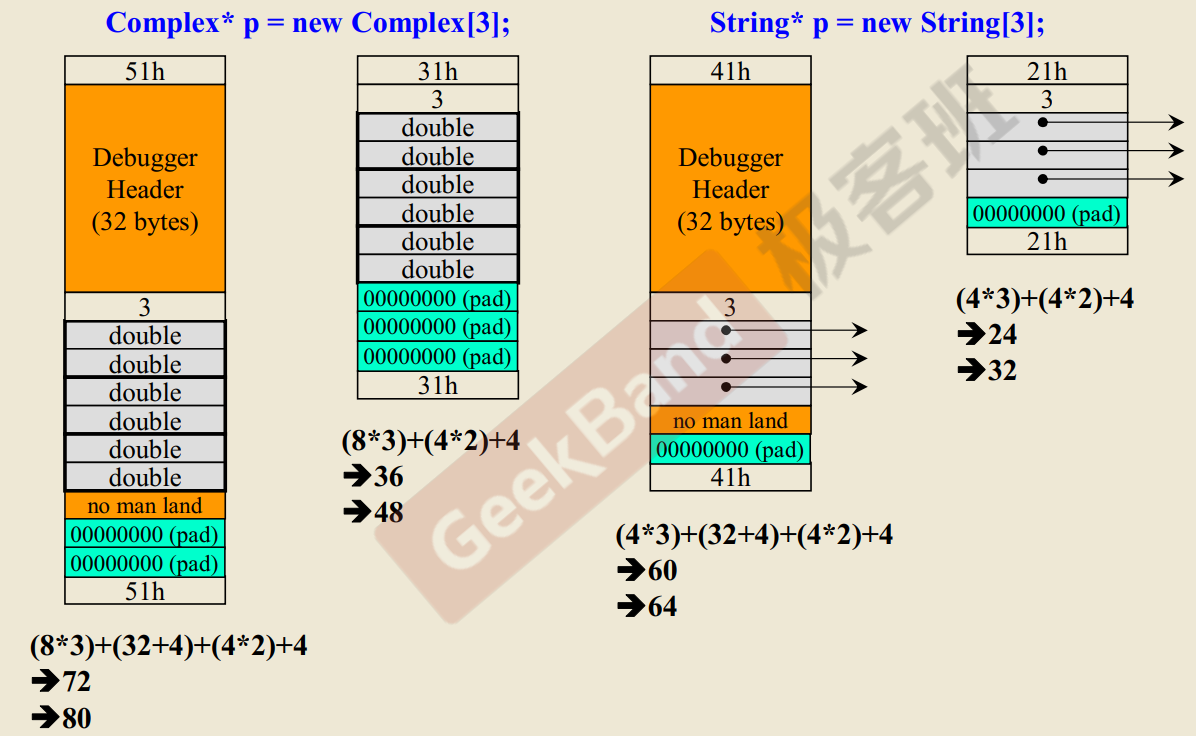 Complex* p = new Complex[3];
51h
Debugger
Header
(32 bytes)
3
double
double
double
double
double
double
no man land
00000000 (pad)
00000000 (pad)
51h
(8*3)+(32+4)+(4*2)+4
➔72
➔80
31h
3
double
double
double
double
double
double
00000000 (pad)
00000000 (pad)
00000000 (pad)
31h
(8*3)+(4*2)+4
➔36
➔48
String* p = new String[3];
41h
Debugger
Header
(32 bytes)
3
no man land
00000000 (pad)
41h
(4*3)+(32+4)+(4*2)+4
➔60
➔64
21h
3
00000000 (pad)
21h
(4*3)+(4*2)+4
➔24
➔32
GeekBand
极客班